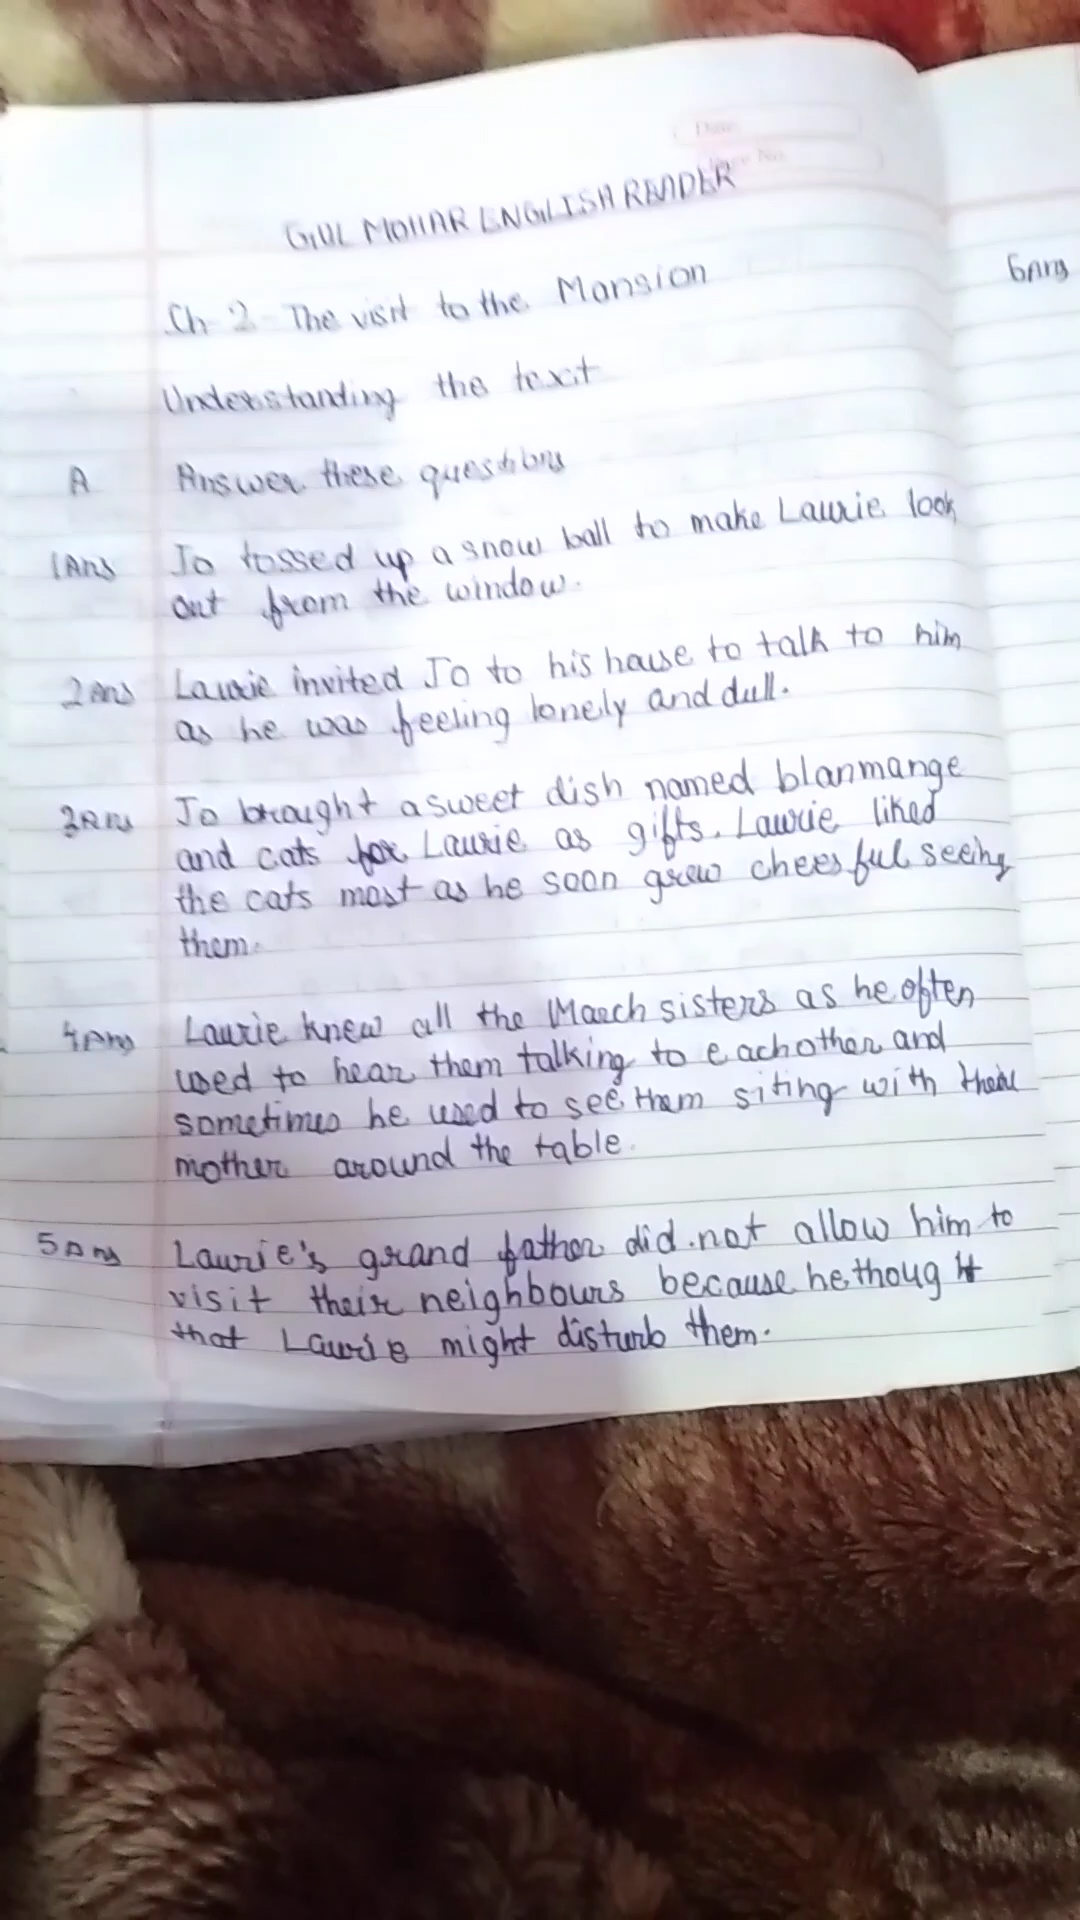 Date
Page No.
GUL MOHAR ENGLISH READER
Ch 2 - The visit to the Mansion
Understanding the text
A Answer these questions
1Ans Jo tossed up a snow ball to make Laurie look
out from the window.
2Ans Laurie invited Jo to his house to talk to him
as he was feeling lonely and dull.
3Ans Jo brought a sweet dish named blanmange
and cats for Laurie as gifts. Laurie liked
the cats most as he soon grew cheerful seeing
them.
4Ans Laurie knew all the March sisters as he often
used to hear them talking to eachother and
sometimes he used to see them siting with their
mother around the table.
5Ans Laurie's grand father did not allow him to
visit their neighbours because he thought
that Laurie might disturb them.
6Ans